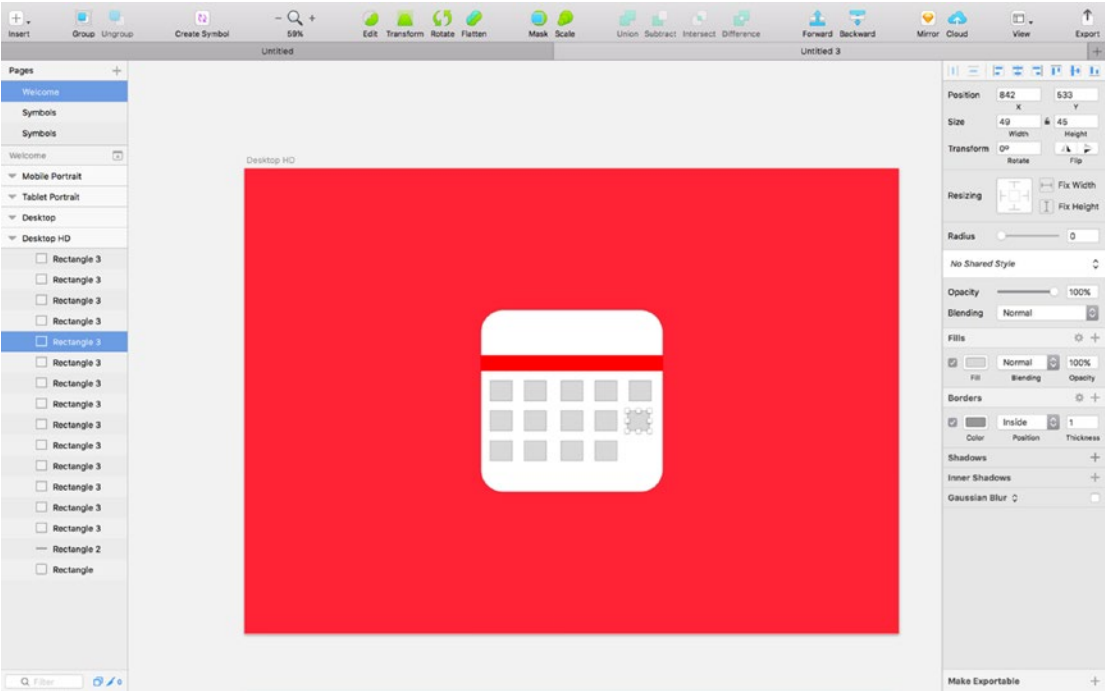 Insert Group Ungroup Create Symbol 59% Edit Transform Rotate Flatten Mask Scale Union Subtract Intersect Difference Forward Backward Mirror Cloud View Export
Untitled Untitled 3
Pages
Welcome
Symbols
Symbols
Welcome
Mobile Portrait
Tablet Portrait
Desktop
Desktop HD
Rectangle 3
Rectangle 3
Rectangle 3
Rectangle 3
Rectangle 3
Rectangle 3
Rectangle 3
Rectangle 3
Rectangle 3
Rectangle 3
Rectangle 3
Rectangle 3
Rectangle 3
Rectangle 3
Rectangle 2
Rectangle
Filter 0
Desktop HD
Position 842 533
X Y
Size 49 45
Width Height
Transform 0º
Rotate Flip
Resizing Fix Width
Fix Height
Radius 0
No Shared Style
Opacity 100%
Blending Normal
Fills
Normal 100%
Fill Blending Opacity
Borders
Inside 1
Color Position Thickness
Shadows
Inner Shadows
Gaussian Blur
Make Exportable